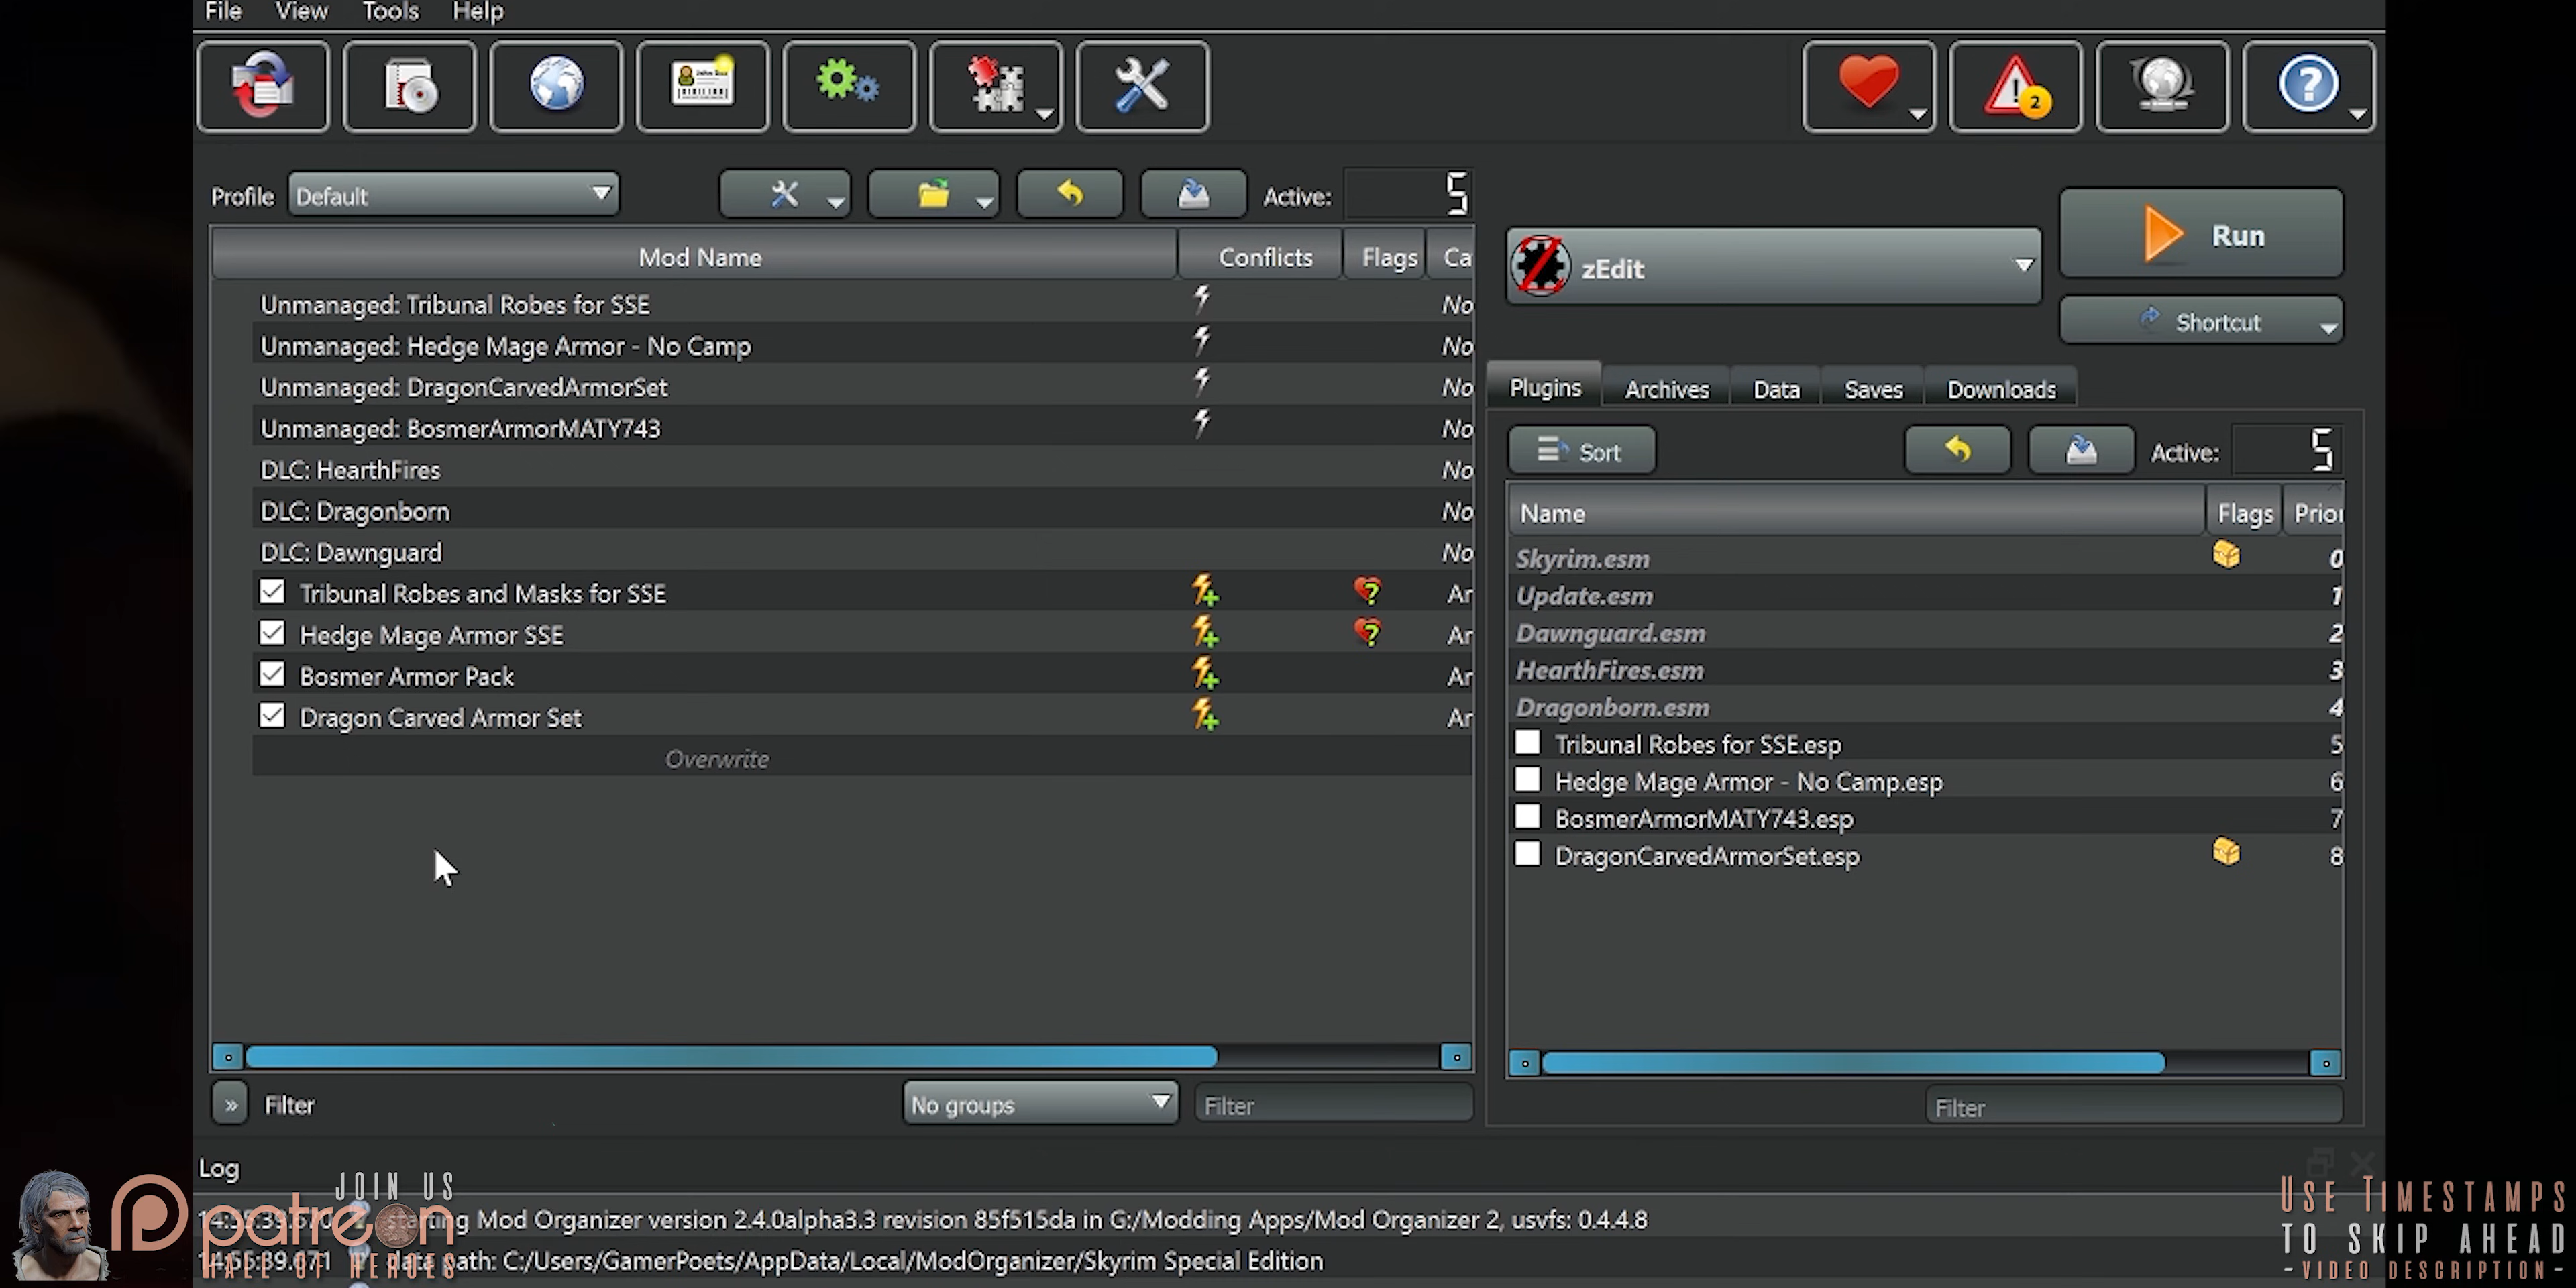 File View Tools Help
2
Profile Default Active: 5
Mod Name Conflicts Flags Ca
Unmanaged: Tribunal Robes for SSE No
Unmanaged: Hedge Mage Armor - No Camp No
Unmanaged: DragonCarvedArmorSet No
Unmanaged: BosmerArmorMATY743 No
DLC: HearthFires No
DLC: Dragonborn No
DLC: Dawnguard No
Tribunal Robes and Masks for SSE Ar
Hedge Mage Armor SSE Ar
Bosmer Armor Pack Ar
Dragon Carved Armor Set Ar
Overwrite
Filter No groups Filter
zEdit
Run
Shortcut
Plugins Archives Data Saves Downloads
Sort Active: 5
Name Flags Prior
Skyrim.esm 0
Update.esm 1
Dawnguard.esm 2
HearthFires.esm 3
Dragonborn.esm 4
Tribunal Robes for SSE.esp 5
Hedge Mage Armor - No Camp.esp 6
BosmerArmorMATY743.esp 7
DragonCarvedArmorSet.esp 8
Filter
Log
starting Mod Organizer version 2.4.0alpha3.3 revision 85f515da in G:/Modding Apps/Mod Organizer 2, usvfs: 0.4.4.8
data path: C:/Users/GamerPoets/AppData/Local/ModOrganizer/Skyrim Special Edition
JOIN US
patreon
HALL OF HEROES
USE TIMESTAMPS
TO SKIP AHEAD
-VIDEO DESCRIPTION-